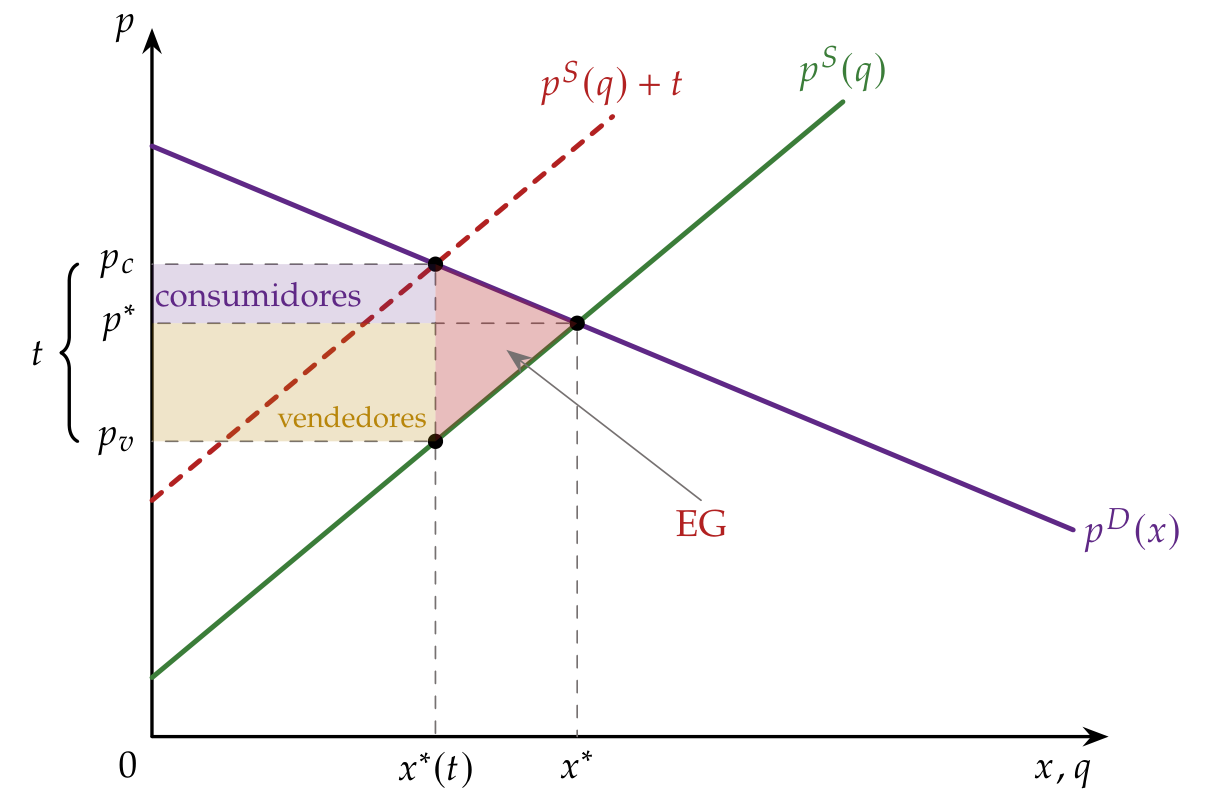 p
p^S(q) + t
p^S(q)
p_c
consumidores
p*
t
vendedores
p_v
EG
p^D(x)
0
x*(t)
x*
x, q